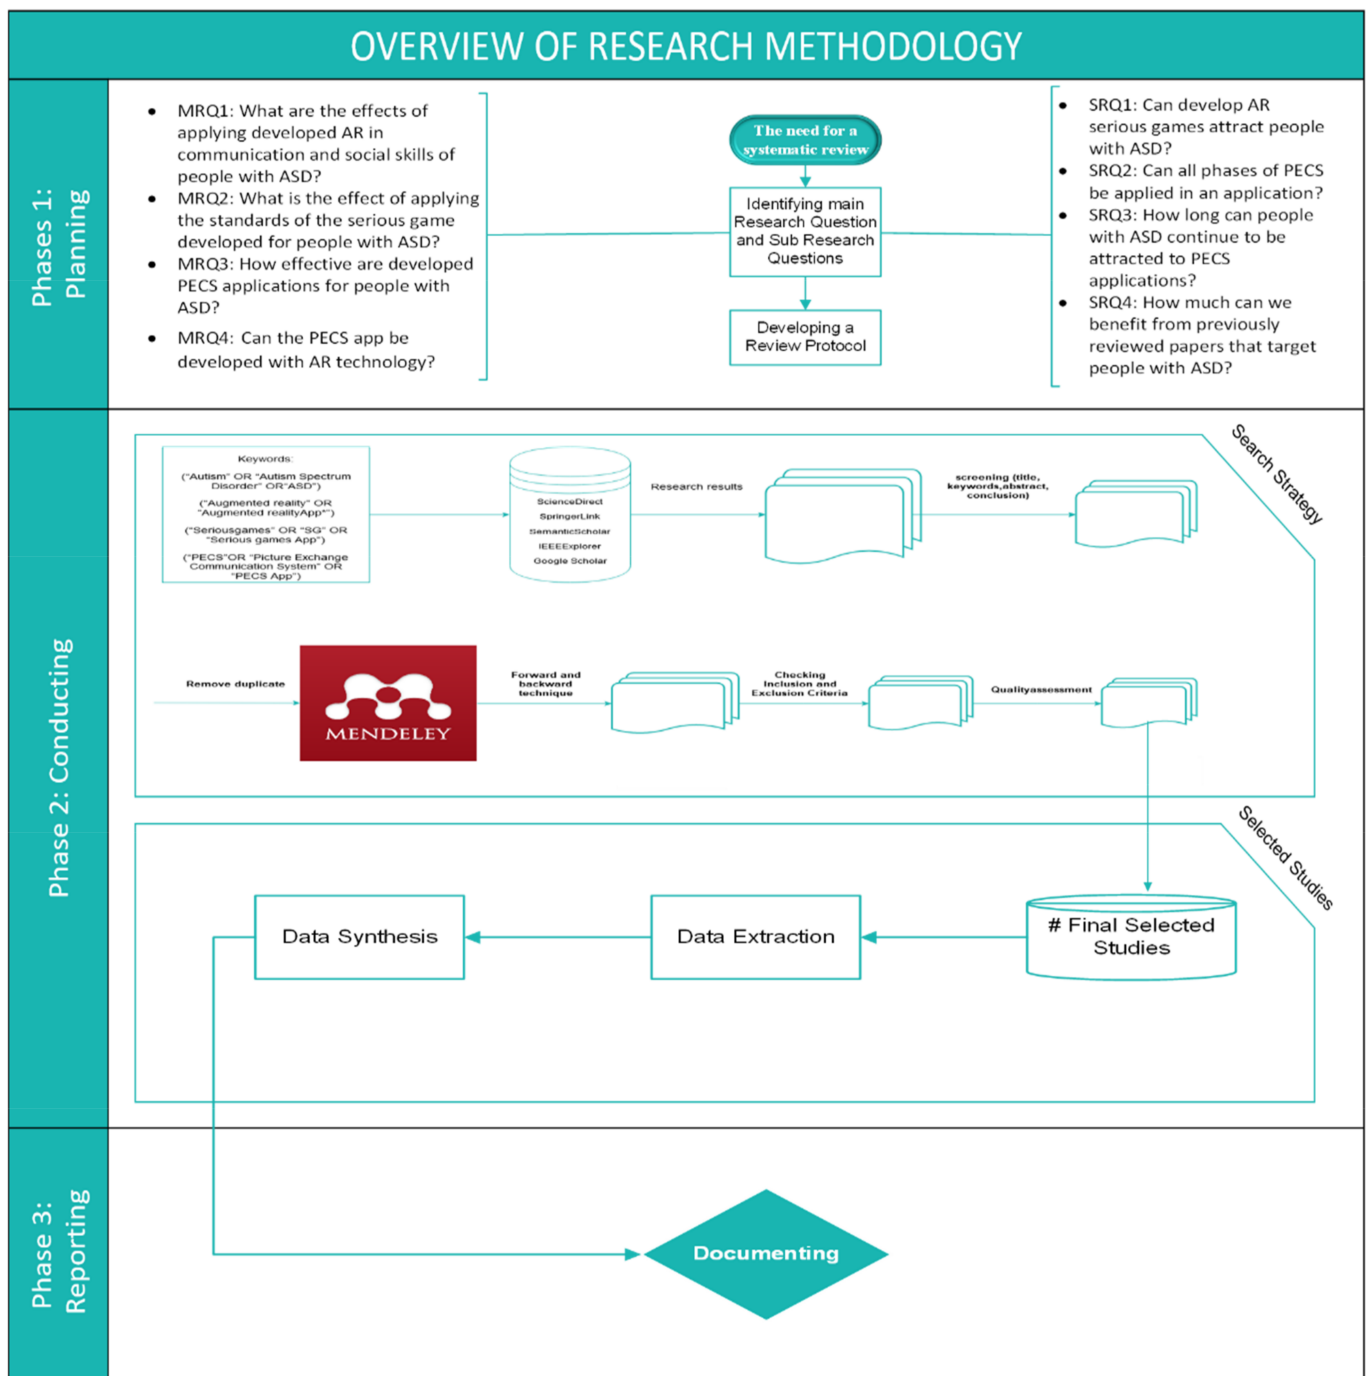 OVERVIEW OF RESEARCH METHODOLOGY
Phases 1:
Planning
• MRQ1: What are the effects of
applying developed AR in
communication and social skills of
people with ASD?
• MRQ2: What is the effect of applying
the standards of the serious game
developed for people with ASD?
• MRQ3: How effective are developed
PECS applications for people with
ASD?
• MRQ4: Can the PECS app be
developed with AR technology?
The need for a
systematic review
Identifying main
Research Question
and Sub Research
Questions
Developing a
Review Protocol
• SRQ1: Can develop AR
serious games attract people
with ASD?
• SRQ2: Can all phases of PECS
be applied in an application?
• SRQ3: How long can people
with ASD continue to be
attracted to PECS
applications?
• SRQ4: How much can we
benefit from previously
reviewed papers that target
people with ASD?
Phase 2: Conducting
Search Strategy
Keywords:
("Autism" OR "Autism Spectrum
Disorder" OR"ASD")
("Augmented reality" OR
"Augmented realityApp*")
("Seriousgames" OR "SG" OR
"Serious games App")
("PECS"OR "Picture Exchange
Communication System" OR
"PECS App")
ScienceDirect
SpringerLink
SemanticScholar
IEEEExplorer
Google Scholar
Research results
screening (title,
keywords,abstract,
conclusion)
Remove duplicate
MENDELEY
Forward and
backward
technique
Checking
Inclusion and
Exclusion Criteria
Qualityassessment
Selected Studies
Data Synthesis
Data Extraction
# Final Selected
Studies
Phase 3:
Reporting
Documenting